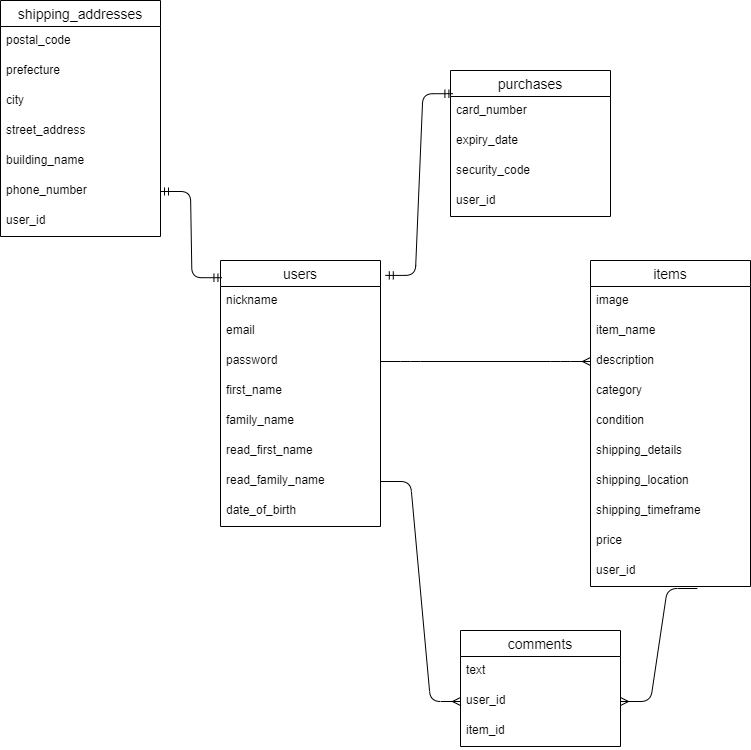 shipping_addresses
postal_code
prefecture
city
street_address
building_name
phone_number
user_id
purchases
card_number
expiry_date
security_code
user_id
users
nickname
email
password
first_name
family_name
read_first_name
read_family_name
date_of_birth
items
image
item_name
description
category
condition
shipping_details
shipping_location
shipping_timeframe
price
user_id
comments
text
user_id
item_id